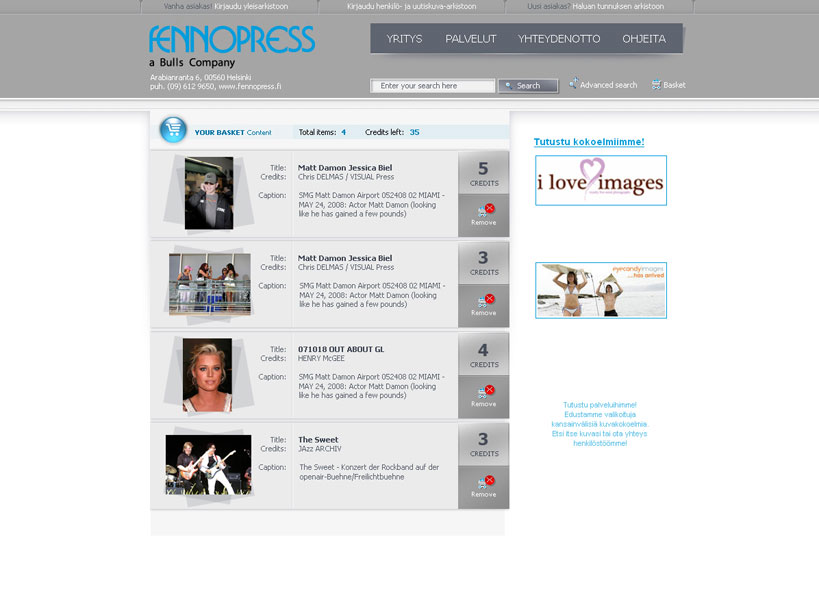 Vanha asiakas? Kirjaudu yleisarkistoon
Kirjaudu henkilö- ja uutiskuva-arkistoon
Uusi asiakas? Haluan tunnuksen arkistoon
FENNOPRESS
a Bulls Company
Arabianranta 6, 00560 Helsinki
puh. (09) 612 9650, www.fennopress.fi
YRITYS PALVELUT YHTEYDENOTTO OHJEITA
Enter your search here
Search
Advanced search
Basket
YOUR BASKET Content
Total items: 4 Credits left: 35
Title: Matt Damon Jessica Biel
Credits: Chris DELMAS / VISUAL Press
Caption: SMG Matt Damon Airport 052408 02 MIAMI -
MAY 24, 2008: Actor Matt Damon (looking
like he has gained a few pounds)
5
CREDITS
Remove
Title: Matt Damon Jessica Biel
Credits: Chris DELMAS / VISUAL Press
Caption: SMG Matt Damon Airport 052408 02 MIAMI -
MAY 24, 2008: Actor Matt Damon (looking
like he has gained a few pounds)
3
CREDITS
Remove
Title: 071018 OUT ABOUT GL
Credits: HENRY McGEE
Caption: SMG Matt Damon Airport 052408 02 MIAMI -
MAY 24, 2008: Actor Matt Damon (looking
like he has gained a few pounds)
4
CREDITS
Remove
Title: The Sweet
Credits: JAzz ARCHIV
Caption: The Sweet - Konzert der Rockband auf der
openair-Buehne/Freilichtbuehne
3
CREDITS
Remove
Tutustu kokoelmiimme!
i love images
eyecandyimages
...has arrived
Tutustu palveluihimme!
Edustamme valikoituja
kansainvälisiä kuvakokoelmia.
Etsi itse kuvasi tai ota yhteys
henkilöstöömme!